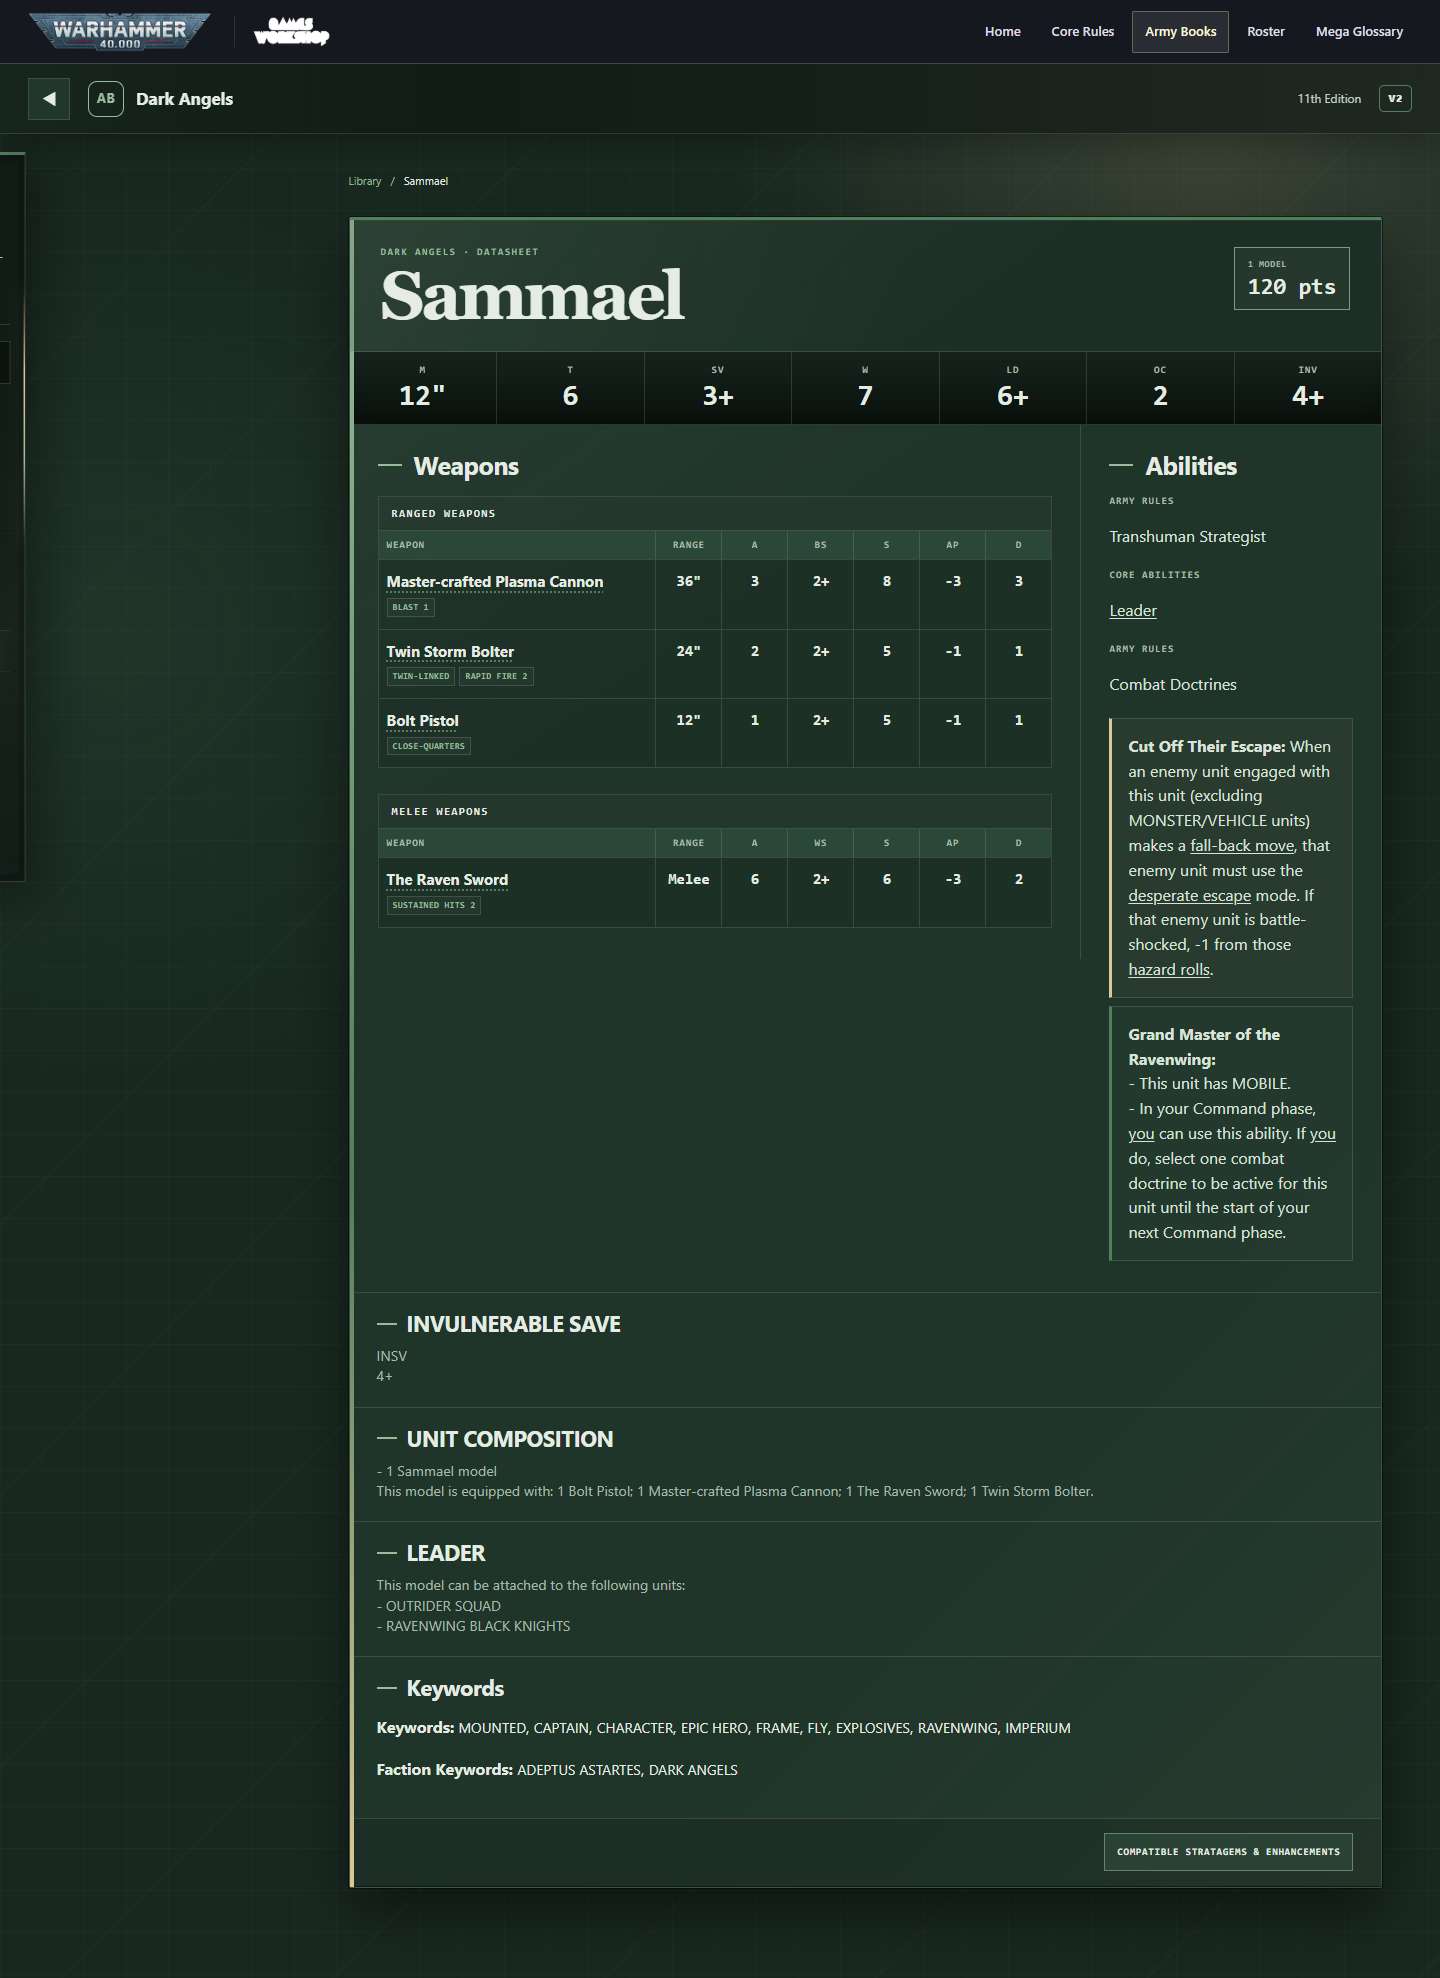 WARHAMMER
40,000
GAMES
WORKSHOP
Home
Core Rules
Army Books
Roster
Mega Glossary
◀
AB
Dark Angels
11th Edition
V2
Library / Sammael
DARK ANGELS · DATASHEET
Sammael
1 MODEL
120 pts
M
12"
T
6
SV
3+
W
7
LD
6+
OC
2
INV
4+
Weapons
RANGED WEAPONS
WEAPON RANGE A BS S AP D
Master-crafted Plasma Cannon 36" 3 2+ 8 -3 3
BLAST 1
Twin Storm Bolter 24" 2 2+ 5 -1 1
TWIN-LINKED RAPID FIRE 2
Bolt Pistol 12" 1 2+ 5 -1 1
CLOSE-QUARTERS
MELEE WEAPONS
WEAPON RANGE A WS S AP D
The Raven Sword Melee 6 2+ 6 -3 2
SUSTAINED HITS 2
Abilities
ARMY RULES
Transhuman Strategist
CORE ABILITIES
Leader
ARMY RULES
Combat Doctrines
Cut Off Their Escape: When
an enemy unit engaged with
this unit (excluding
MONSTER/VEHICLE units)
makes a fall-back move, that
enemy unit must use the
desperate escape mode. If
that enemy unit is battle-
shocked, -1 from those
hazard rolls.
Grand Master of the
Ravenwing:
- This unit has MOBILE.
- In your Command phase,
you can use this ability. If you
do, select one combat
doctrine to be active for this
unit until the start of your
next Command phase.
INVULNERABLE SAVE
INSV
4+
UNIT COMPOSITION
- 1 Sammael model
This model is equipped with: 1 Bolt Pistol; 1 Master-crafted Plasma Cannon; 1 The Raven Sword; 1 Twin Storm Bolter.
LEADER
This model can be attached to the following units:
- OUTRIDER SQUAD
- RAVENWING BLACK KNIGHTS
Keywords
Keywords: MOUNTED, CAPTAIN, CHARACTER, EPIC HERO, FRAME, FLY, EXPLOSIVES, RAVENWING, IMPERIUM
Faction Keywords: ADEPTUS ASTARTES, DARK ANGELS
COMPATIBLE STRATAGEMS & ENHANCEMENTS